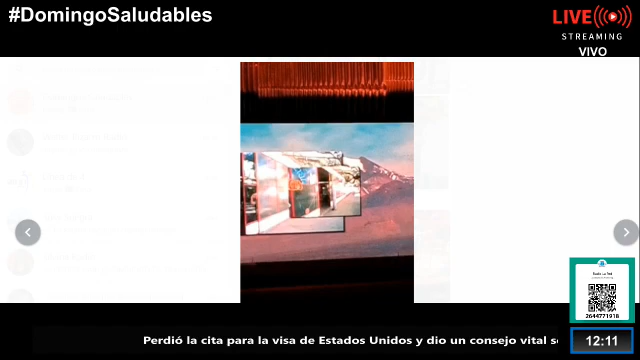 #DomingoSaludables
LIVE
STREAMING
VIVO
2644771918
Perdió la cita para la visa de Estados Unidos y dio un consejo vital s
12:11